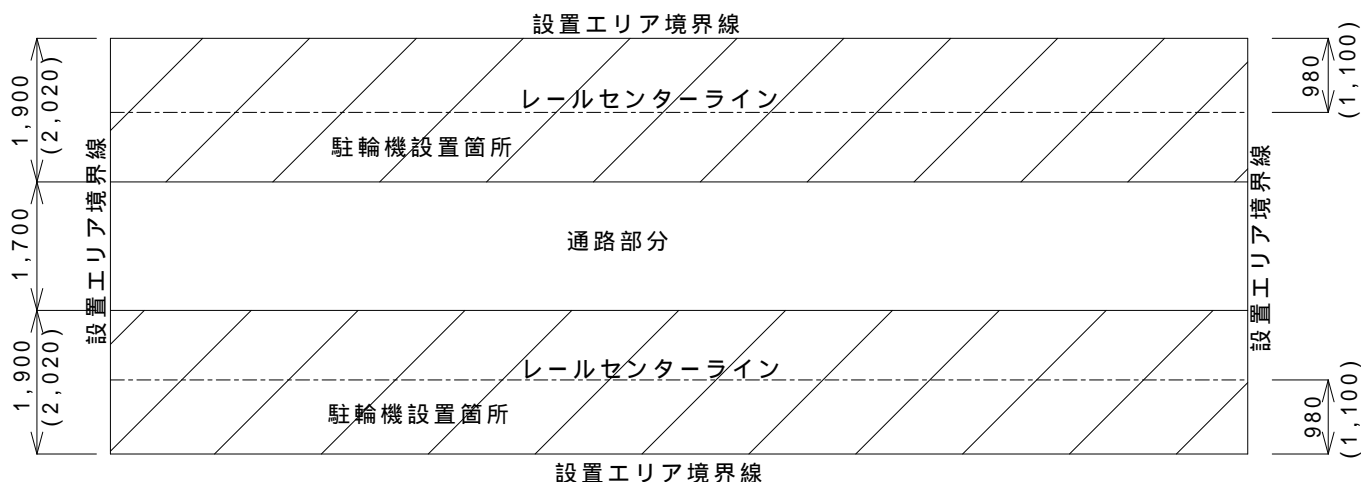 設置エリア境界線
1,900
(2,020)
980
(1,100)
レールセンターライン
駐輪機設置箇所
設置エリア境界線
設置エリア境界線
1,700
通路部分
1,900
(2,020)
レールセンターライン
駐輪機設置箇所
980
(1,100)
設置エリア境界線